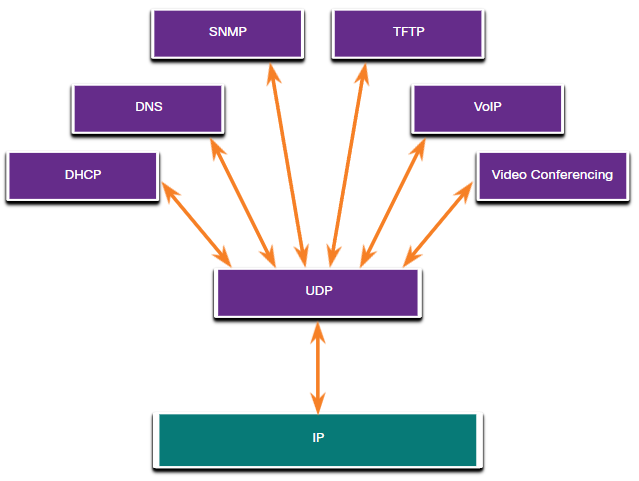 SNMP
TFTP
DNS
VoIP
DHCP
Video Conferencing
UDP
IP